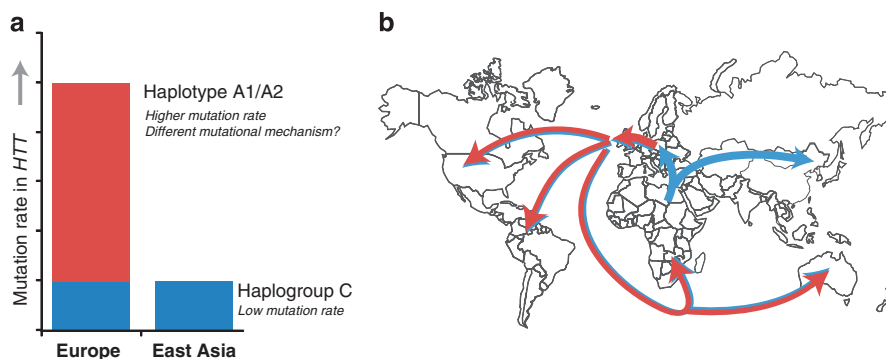 a
Mutation rate in HTT
Haplotype A1/A2
Higher mutation rate
Different mutational mechanism?
Haplogroup C
Low mutation rate
Europe
East Asia
b